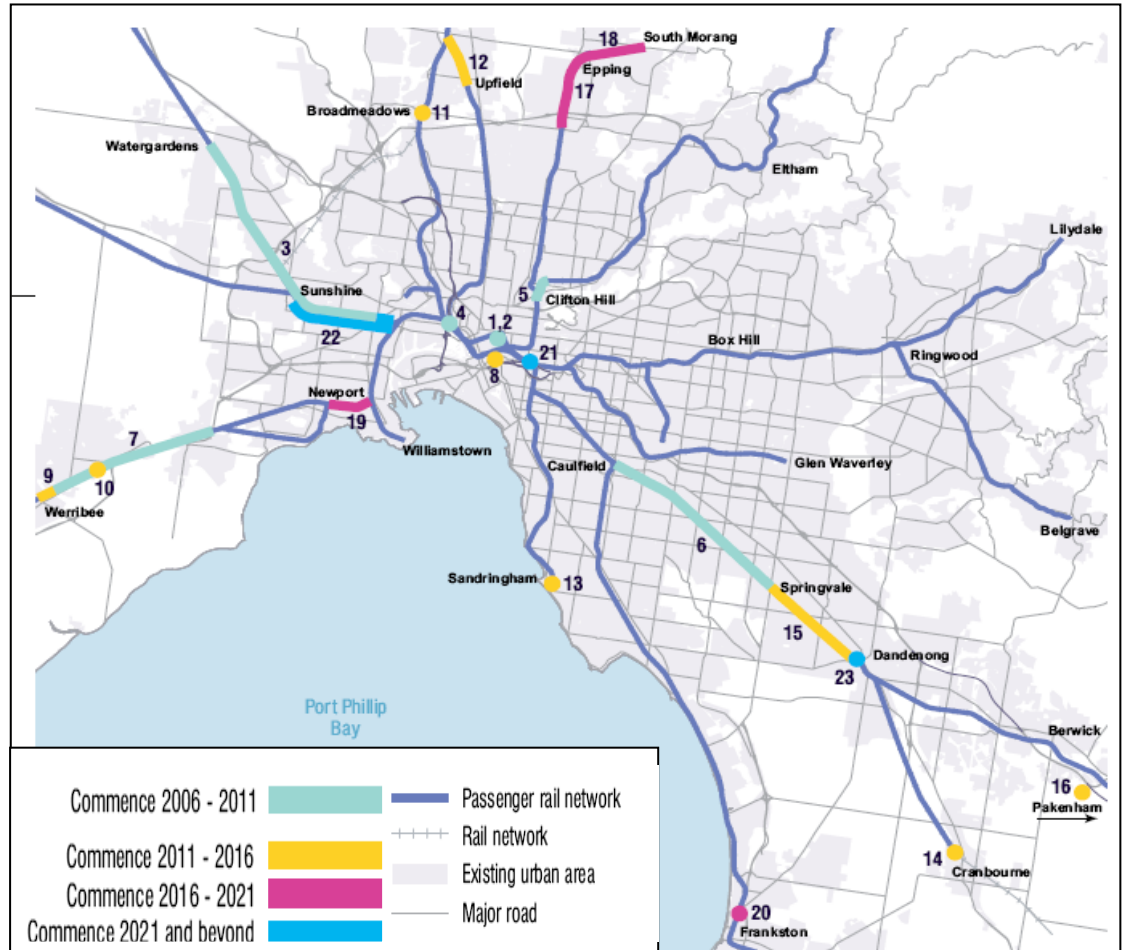 18
South Morang
12
Epping
Upfield
17
Broadmeadows
11
Watergardens
Eltham
Lilydale
3
Sunshine
5
Clifton Hill
4
1,2
22
21
Box Hill
Ringwood
8
Newport
19
7
Williamstown
Caulfield
Glen Waverley
9
10
Werribee
Belgrave
6
Sandringham
13
Springvale
15
Dandenong
23
Port Phillip
Bay
Berwick
16
Pakenham
14
Cranbourne
20
Frankston
Commence 2006 - 2011
Passenger rail network
Rail network
Commence 2011 - 2016
Existing urban area
Commence 2016 - 2021
Major road
Commence 2021 and beyond